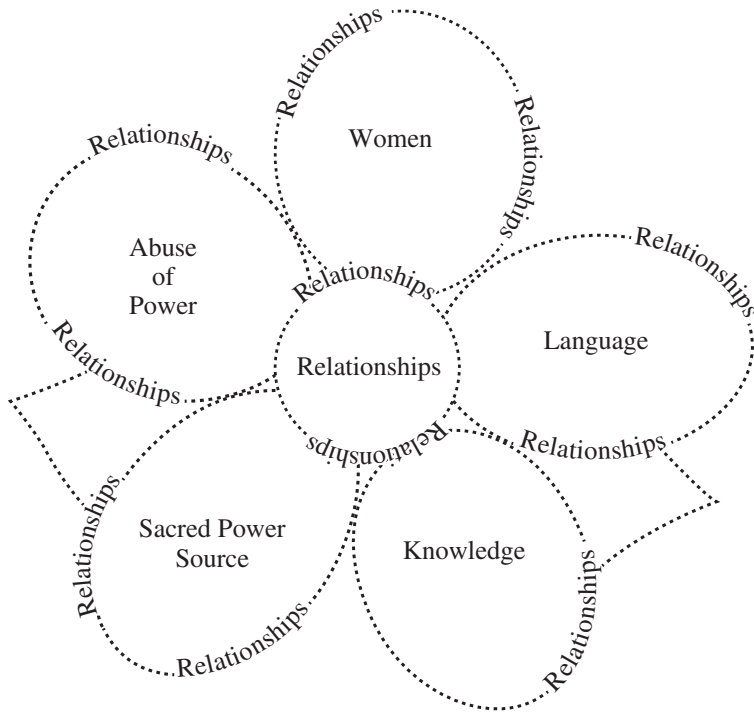 Relationships
Women
Relationships
Relationships
Abuse
of
Power
Relationships
Relationships
Relationships
Language
Relationships
Relationships
Relationships
Relationships
Sacred Power
Source
Relationships
Relationships
Knowledge
Relationships
Relationships